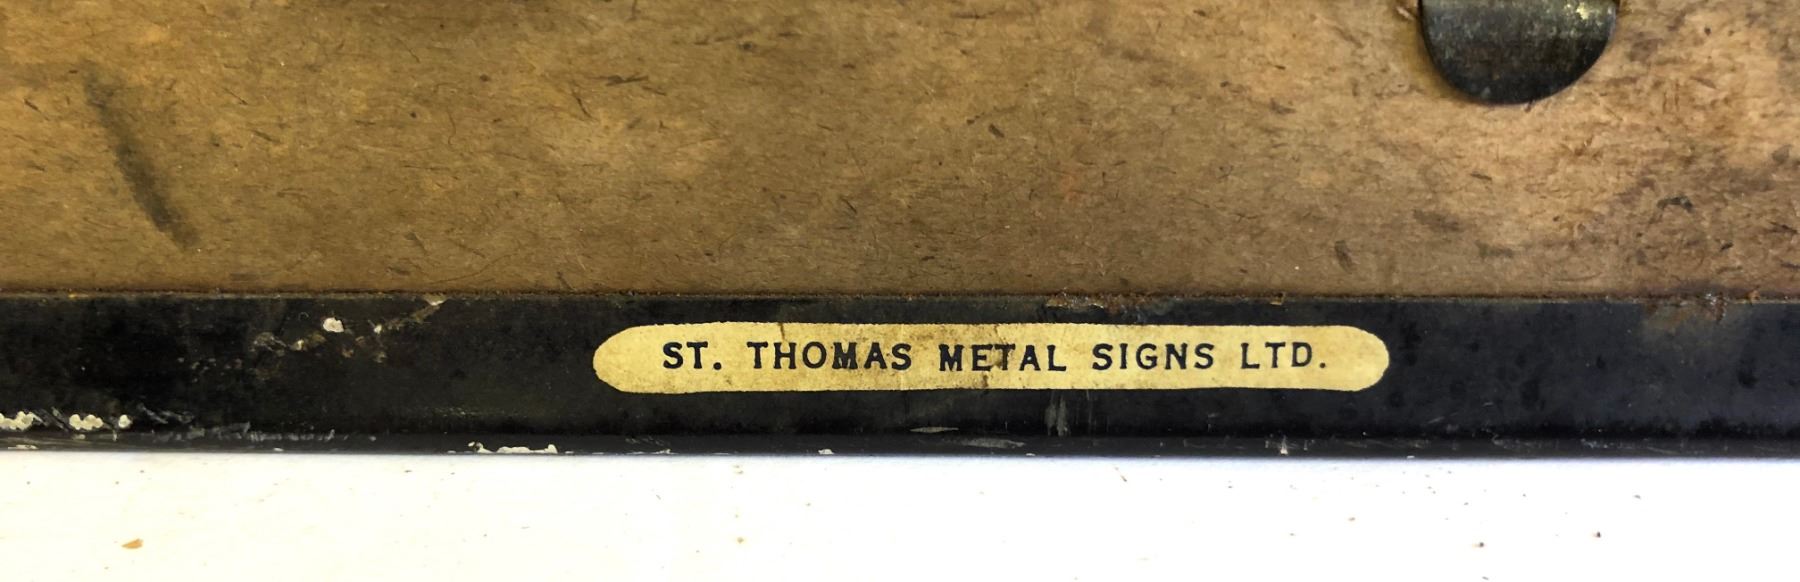 ST. THOMAS METAL SIGNS LTD.